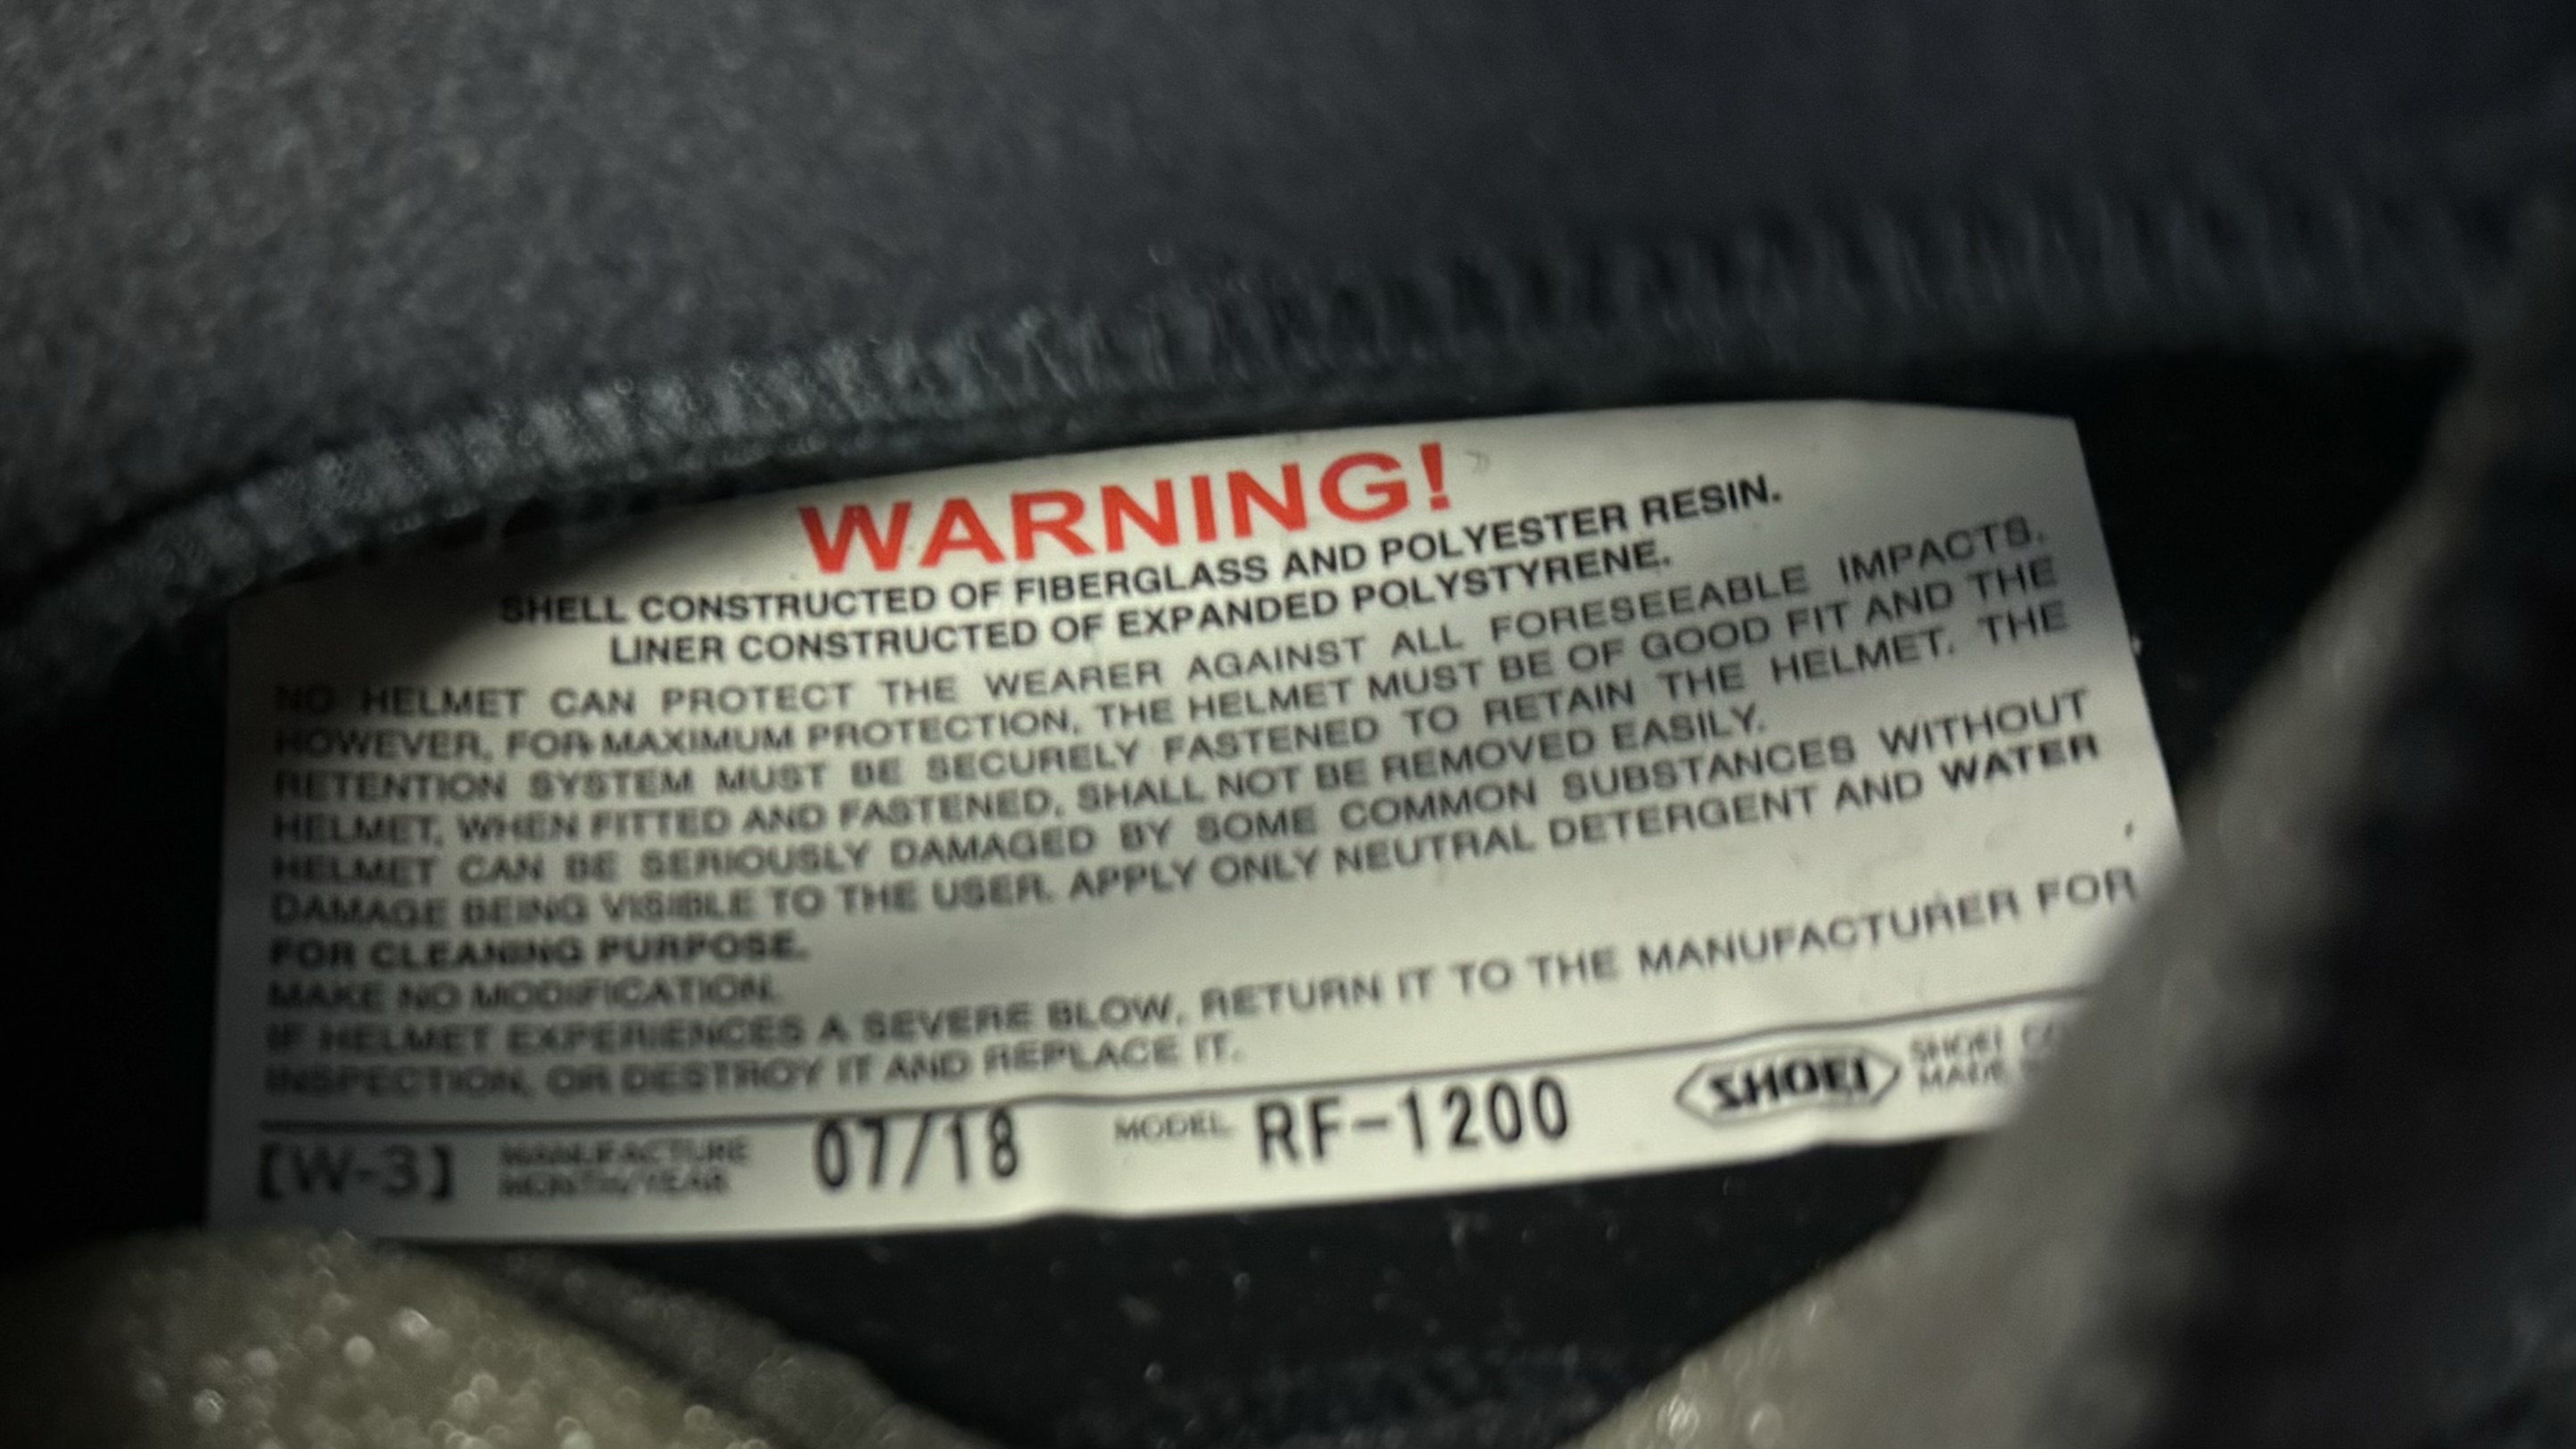 WARNING!
SHELL CONSTRUCTED OF FIBERGLASS AND POLYESTER RESIN.
LINER CONSTRUCTED OF EXPANDED POLYSTYRENE.
NO HELMET CAN PROTECT THE WEARER AGAINST ALL FORESEEABLE IMPACTS.
HOWEVER, FOR MAXIMUM PROTECTION, THE HELMET MUST BE OF GOOD FIT AND THE
RETENTION SYSTEM MUST BE SECURELY FASTENED TO RETAIN THE HELMET. THE
HELMET, WHEN FITTED AND FASTENED, SHALL NOT BE REMOVED EASILY.
HELMET CAN BE SERIOUSLY DAMAGED BY SOME COMMON SUBSTANCES WITHOUT
DAMAGE BEING VISIBLE TO THE USER. APPLY ONLY NEUTRAL DETERGENT AND WATER
FOR CLEANING PURPOSE.
MAKE NO MODIFICATION.
IF HELMET EXPERIENCES A SEVERE BLOW, RETURN IT TO THE MANUFACTURER FOR
INSPECTION, OR DESTROY IT AND REPLACE IT.
[W-3] MANUFACTURE MONTH/YEAR 07/18 MODEL RF-1200 SHOEI SHOEI
MADE